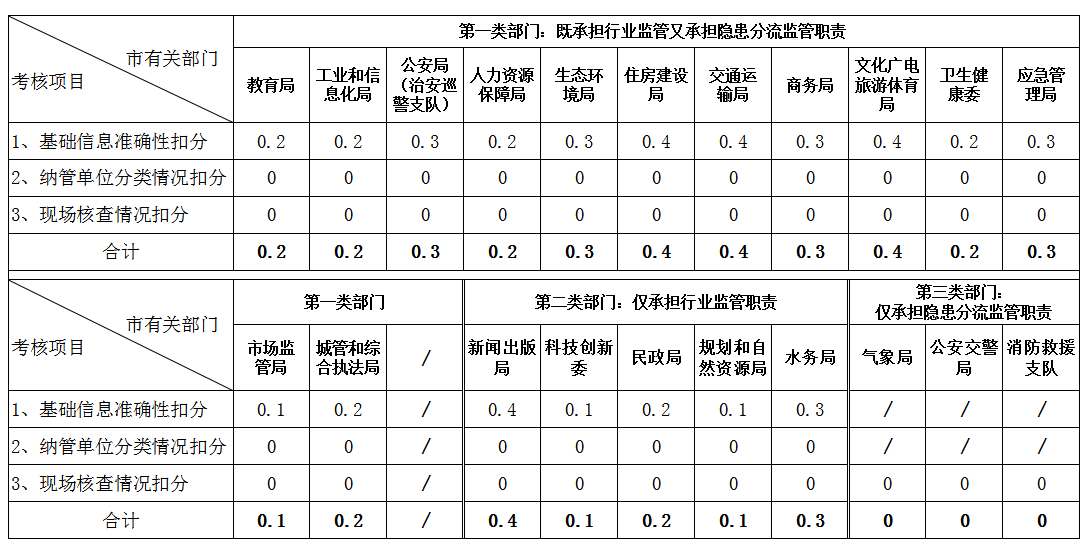 第一类部门：既承担行业监管又承担隐患分流监管职责
市有关部门
考核项目
教育局 工业和信息化局 公安局（治安巡警支队） 人力资源保障局 生态环境局 住房建设局 交通运输局 商务局 文化广电旅游体育局 卫生健康委 应急管理局
1、基础信息准确性扣分 0.2 0.2 0.3 0.2 0.3 0.4 0.4 0.3 0.4 0.2 0.3
2、纳管单位分类情况扣分 0 0 0 0 0 0 0 0 0 0 0
3、现场核查情况扣分 0 0 0 0 0 0 0 0 0 0 0
合计 0.2 0.2 0.3 0.2 0.3 0.4 0.4 0.3 0.4 0.2 0.3
第一类部门 第二类部门：仅承担行业监管职责 第三类部门：仅承担隐患分流监管职责
市有关部门
考核项目
市场监管局 城管和综合执法局 / 新闻出版局 科技创新委 民政局 规划和自然资源局 水务局 气象局 公安交警局 消防救援支队
1、基础信息准确性扣分 0.1 0.2 / 0.4 0.1 0.2 0.1 0.3 / / /
2、纳管单位分类情况扣分 0 0 / 0 0 0 0 0 / / /
3、现场核查情况扣分 0 0 / 0 0 0 0 0 0 0 0
合计 0.1 0.2 / 0.4 0.1 0.2 0.1 0.3 0 0 0